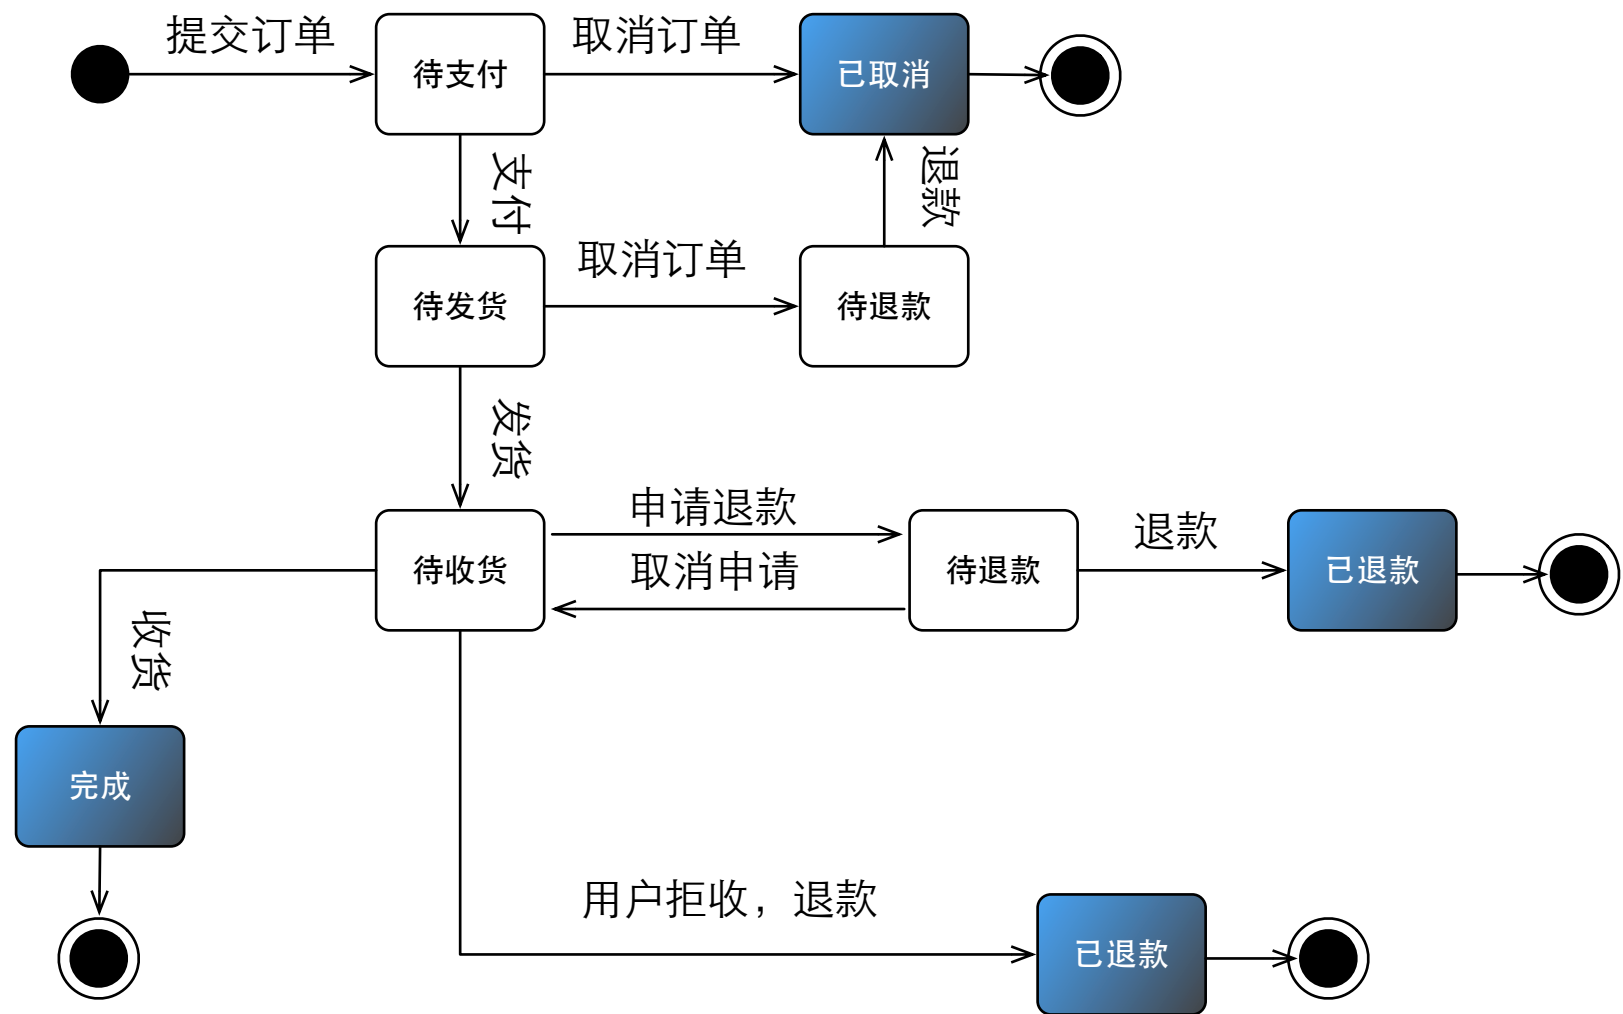 提交订单
待支付
取消订单
已取消
支付
退款
待发货
取消订单
待退款
发货
待收货
申请退款
取消申请
待退款
退款
已退款
收货
完成
用户拒收，退款
已退款